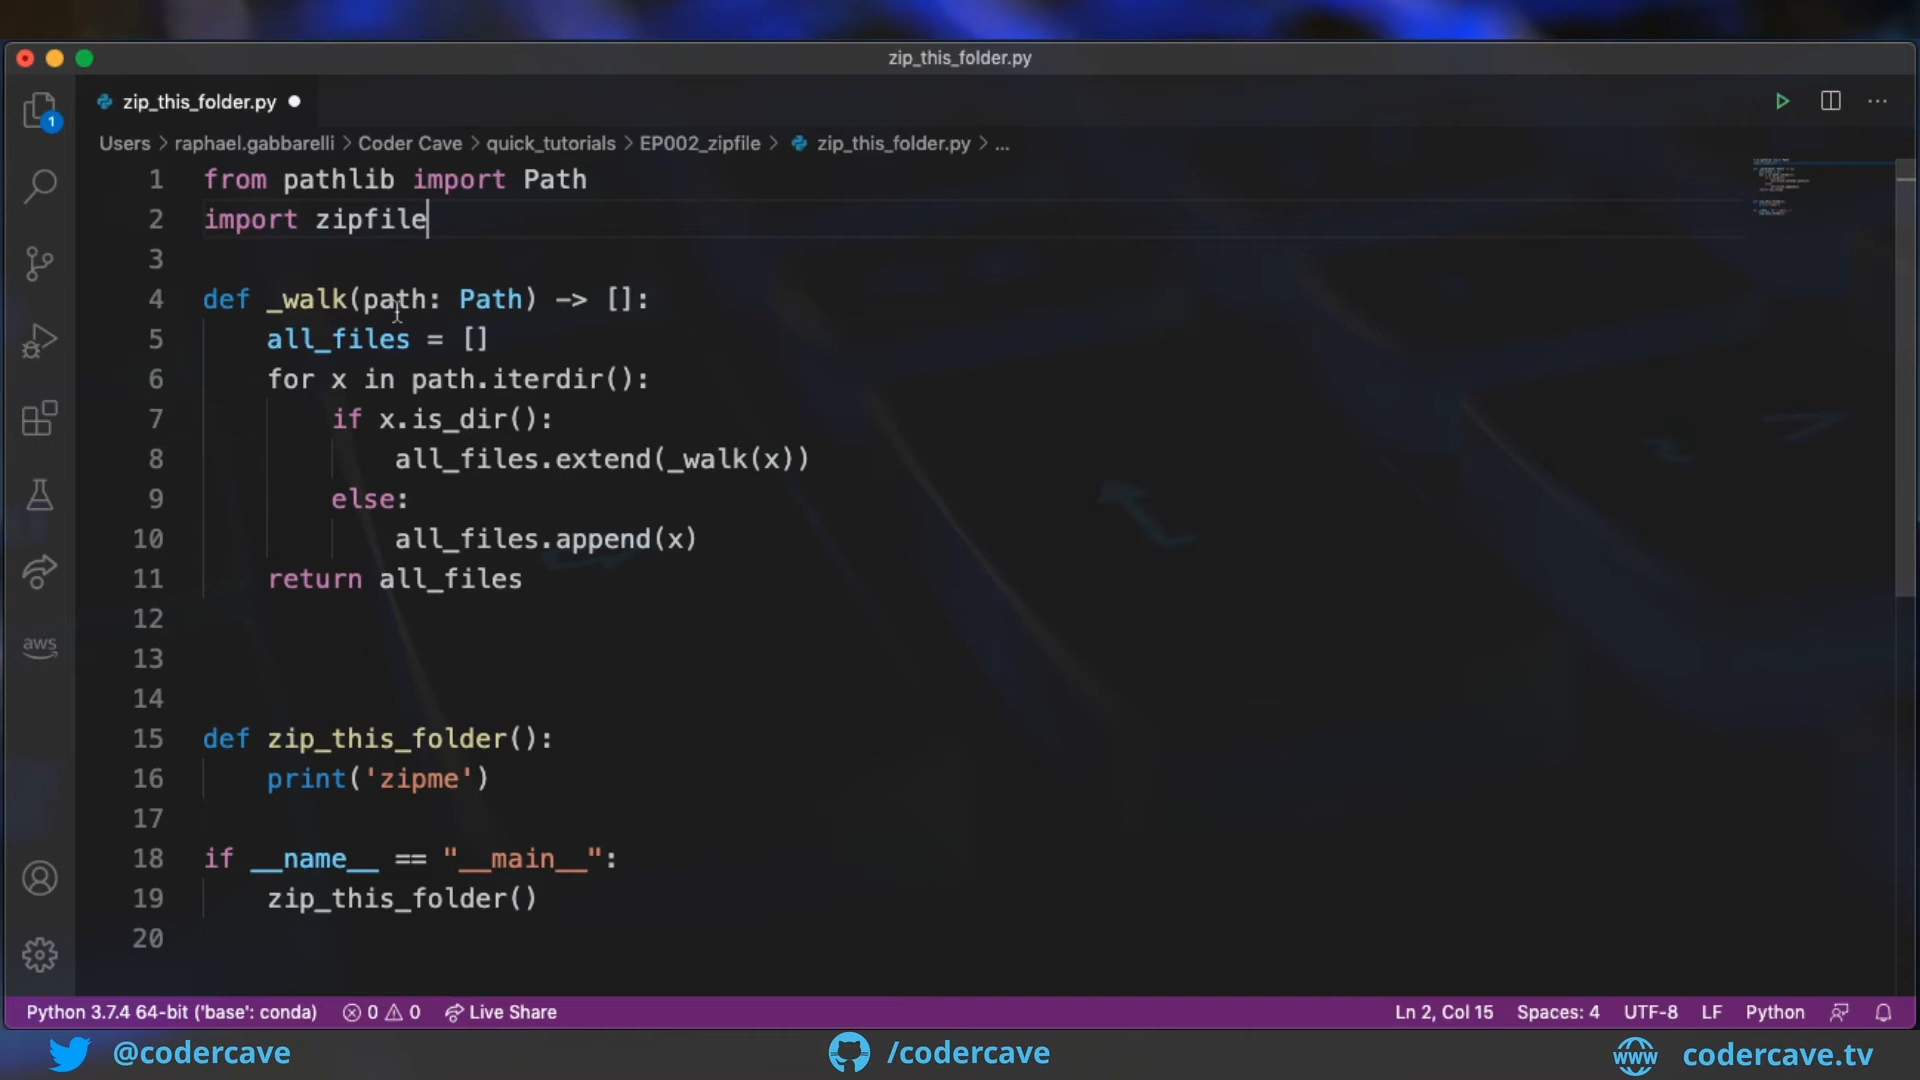 zip_this_folder.py
zip_this_folder.py
1
Users > raphael.gabbarelli > Coder Cave > quick_tutorials > EP002_zipfile > zip_this_folder.py > ...
1 from pathlib import Path
2 import zipfile
3
4 def _walk(path: Path) -> []:
5 all_files = []
6 for x in path.iterdir():
7 if x.is_dir():
8 all_files.extend(_walk(x))
9 else:
10 all_files.append(x)
11 return all_files
12
13
14
15 def zip_this_folder():
16 print('zipme')
17
18 if __name__ == "__main__":
19 zip_this_folder()
20
aws
Python 3.7.4 64-bit ('base': conda) 0 0 Live Share Ln 2, Col 15 Spaces: 4 UTF-8 LF Python
@codercave /codercave www codercave.tv